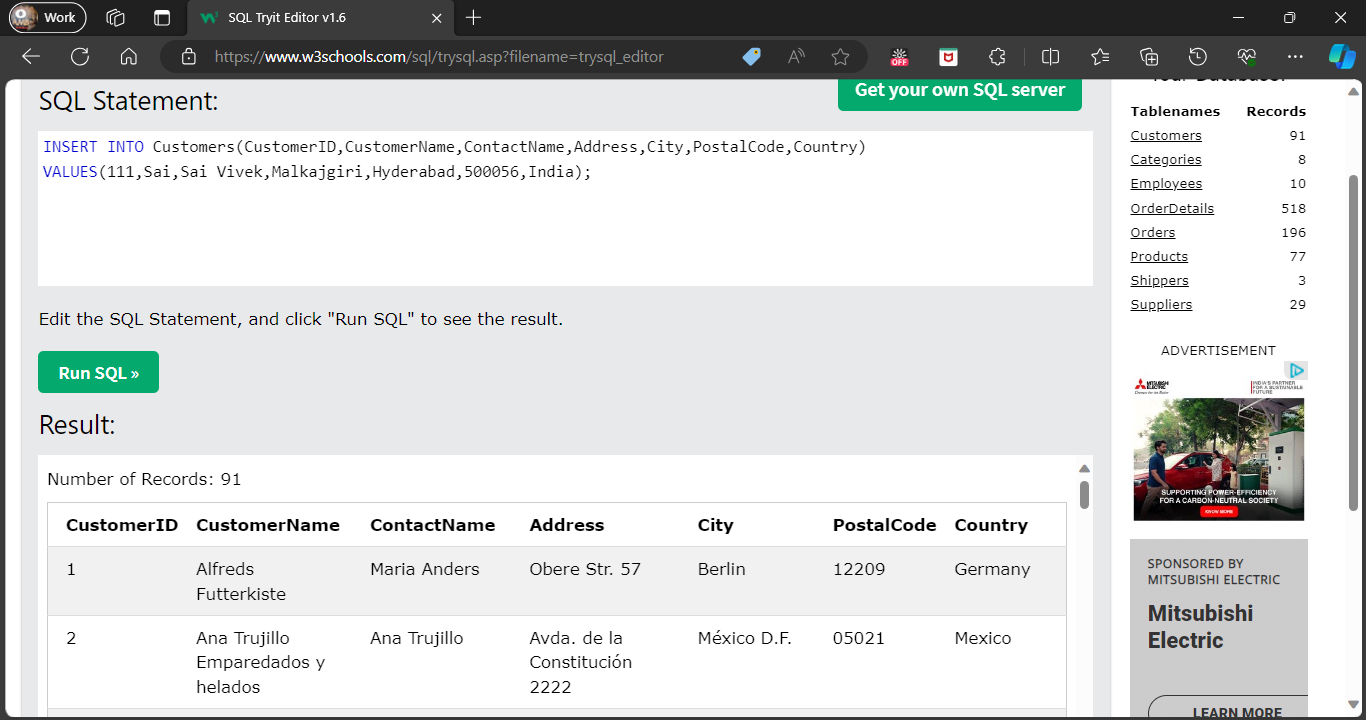 Work
SQL Tryit Editor v1.6
https://www.w3schools.com/sql/trysql.asp?filename=trysql_editor
OFF
SQL Statement:
Get your own SQL server
INSERT INTO Customers(CustomerID,CustomerName,ContactName,Address,City,PostalCode,Country)
VALUES(111,Sai,Sai Vivek,Malkajgiri,Hyderabad,500056,India);
Edit the SQL Statement, and click "Run SQL" to see the result.
Run SQL »
Result:
Number of Records: 91
CustomerID CustomerName ContactName Address City PostalCode Country
1 Alfreds Maria Anders Obere Str. 57 Berlin 12209 Germany
Futterkiste
2 Ana Trujillo Ana Trujillo Avda. de la México D.F. 05021 Mexico
Emparedados y Constitución
helados 2222
Your Database:
Tablenames Records
Customers 91
Categories 8
Employees 10
OrderDetails 518
Orders 196
Products 77
Shippers 3
Suppliers 29
ADVERTISEMENT
MITSUBISHI
ELECTRIC
Changes for the Better
INDIA'S PARTNER
FOR A SUSTAINABLE
FUTURE
SUPPORTING POWER-EFFICIENCY
FOR A CARBON-NEUTRAL SOCIETY
KNOW MORE
SPONSORED BY
MITSUBISHI ELECTRIC
Mitsubishi
Electric
LEARN MORE